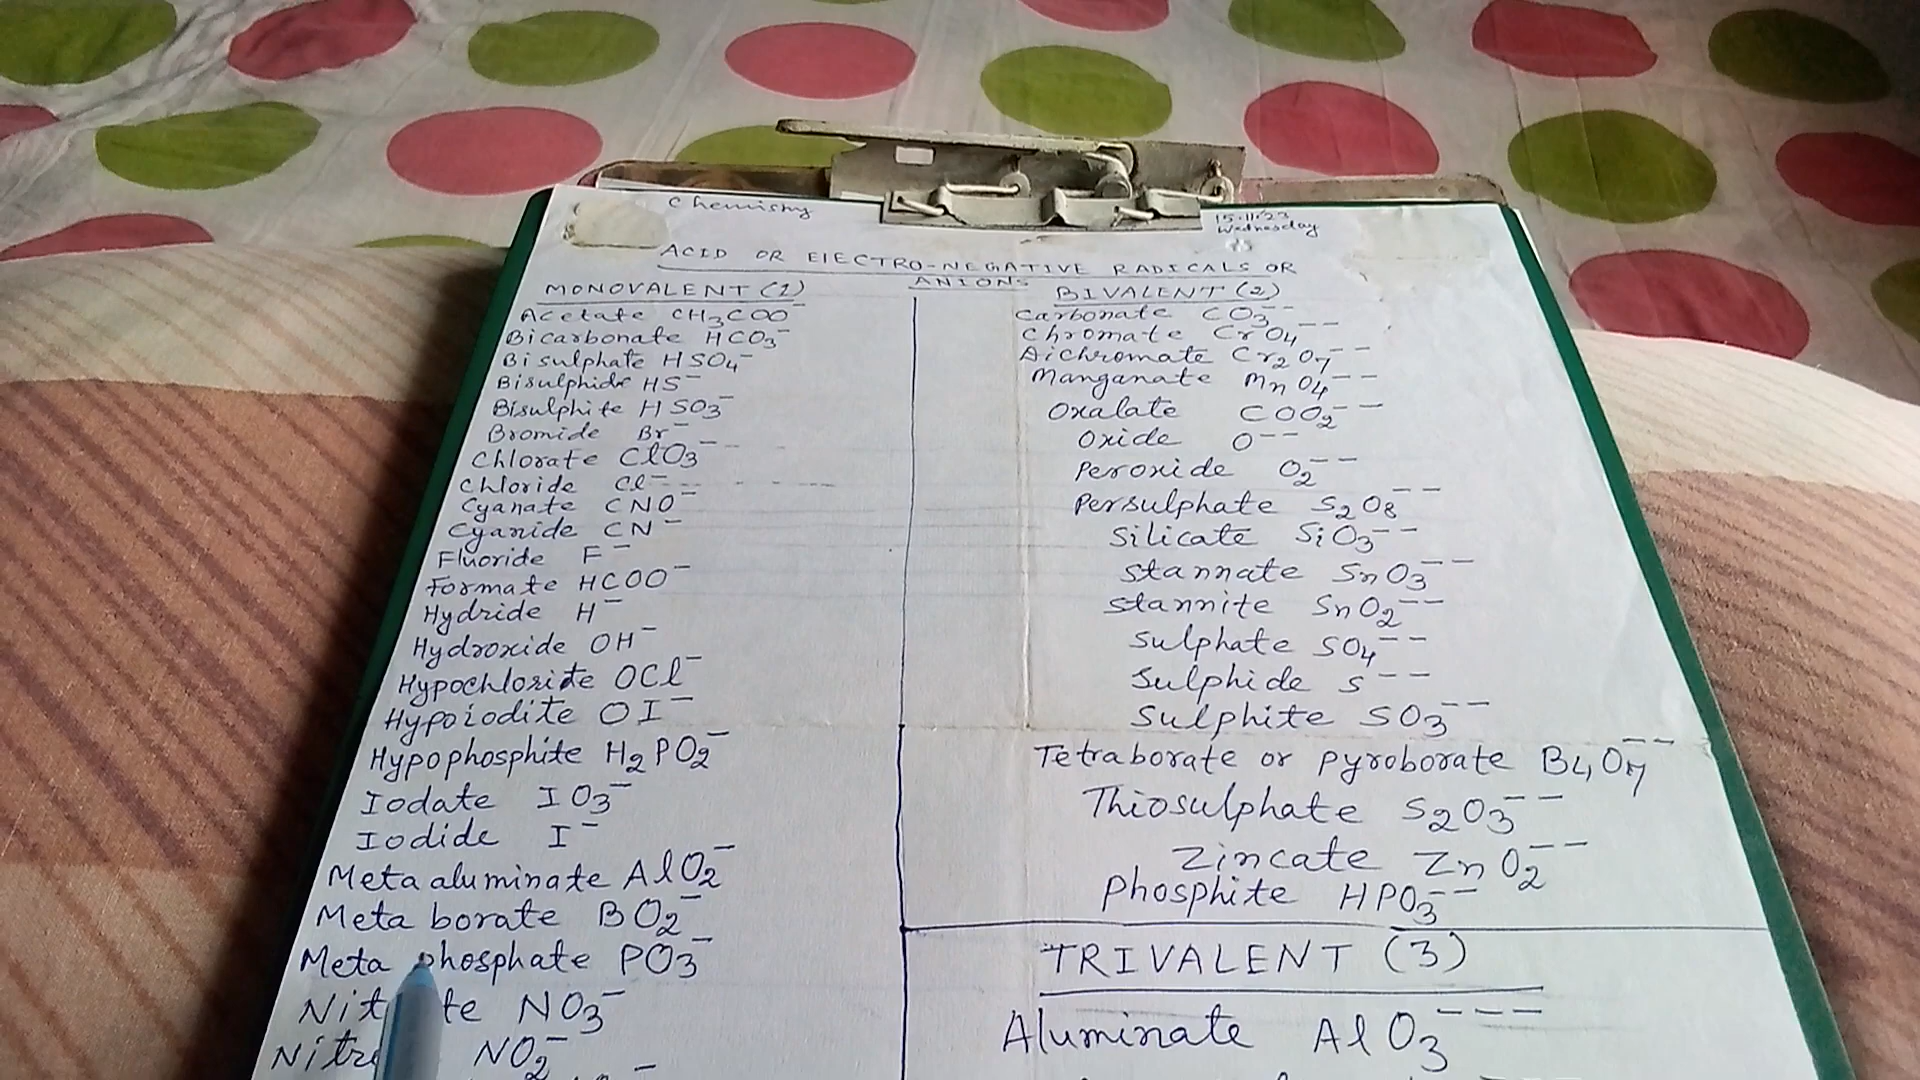 Chemistry
15.11.23
Wednesday
ACID OR ElECTRO-NEGATIVE RADICALS OR
ANIONS
MONOVALENT (1)
Acetate CH3COO⁻
Bicarbonate HCO3⁻
Bisulphate HSO4⁻
Bisulphide HS⁻
Bisulphite HSO3⁻
Bromide Br⁻
Chlorate ClO3⁻
Chloride Cl⁻
Cyanate CNO⁻
Cyanide CN⁻
Fluoride F⁻
Formate HCOO⁻
Hydride H⁻
Hydroxide OH⁻
OCl⁻
Hypoiodite OI⁻
Hypophosphite H2PO2⁻
Iodate IO3⁻
Iodide I⁻
Meta aluminate AlO2⁻
Meta borate BO2⁻
Meta phosphate PO3⁻
NO3⁻
NO2⁻
BIVALENT (2)
Carbonate CO3⁻⁻
Chromate CrO4⁻⁻
Aichromate Cr2O7⁻⁻
Manganate MnO4⁻⁻
Oxalate COO2⁻⁻
Oxide O⁻⁻
Peroxide O2⁻⁻
Persulphate S2O8⁻⁻
Silicate SiO3⁻⁻
Stannate SnO3⁻⁻
Stannite SnO2⁻⁻
Sulphate SO4⁻⁻
Sulphide S⁻⁻
Sulphite SO3⁻⁻
Tetraborate or pyroborate B4O7⁻⁻
Thiosulphate S2O3⁻⁻
Zincate ZnO2⁻⁻
Phosphite HPO3⁻⁻
TRIVALENT (3)
Aluminate AlO3⁻⁻⁻